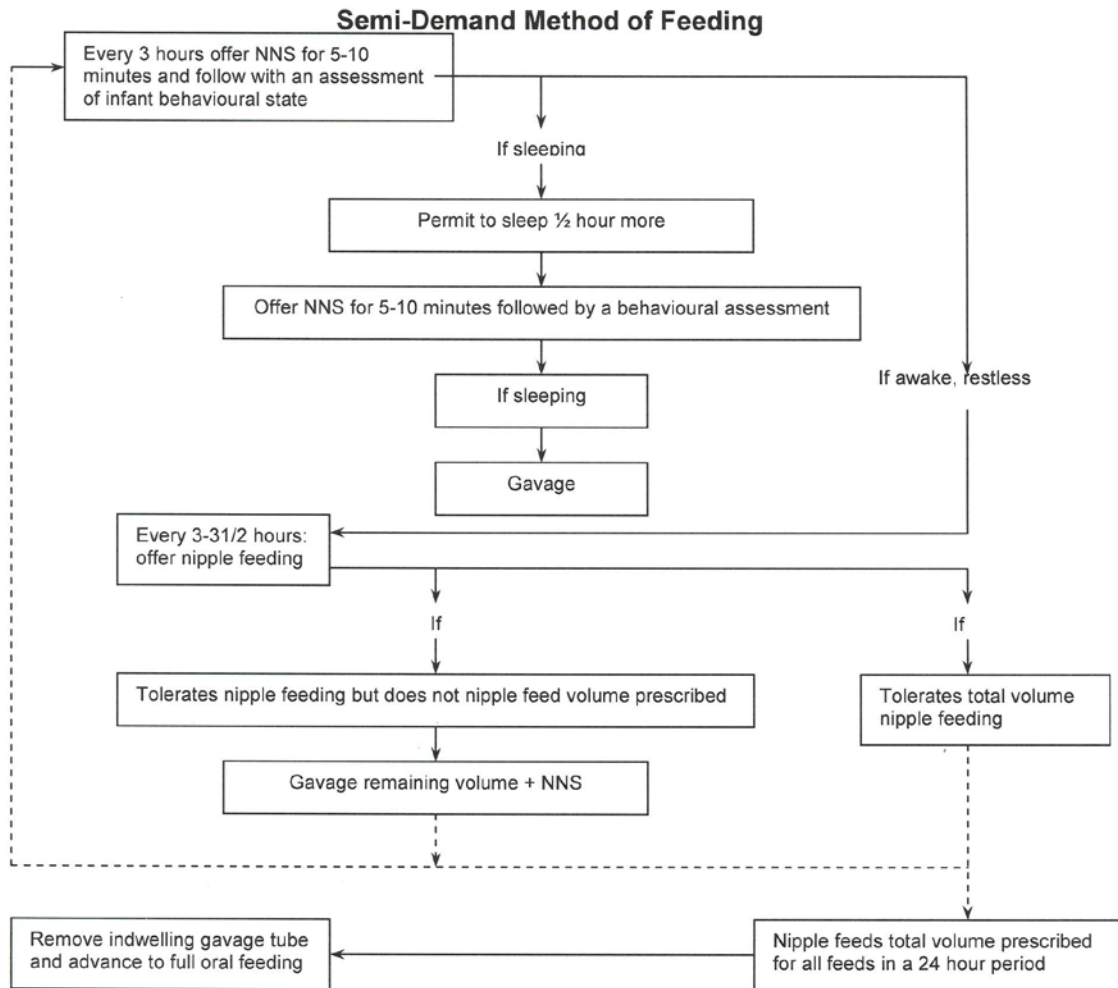 Semi-Demand Method of Feeding
Every 3 hours offer NNS for 5-10
minutes and follow with an assessment
of infant behavioural state
If sleeping
Permit to sleep ½ hour more
Offer NNS for 5-10 minutes followed by a behavioural assessment
If awake, restless
If sleeping
Gavage
Every 3-31/2 hours:
offer nipple feeding
If
If
Tolerates nipple feeding but does not nipple feed volume prescribed
Tolerates total volume
nipple feeding
Gavage remaining volume + NNS
Remove indwelling gavage tube
and advance to full oral feeding
Nipple feeds total volume prescribed
for all feeds in a 24 hour period